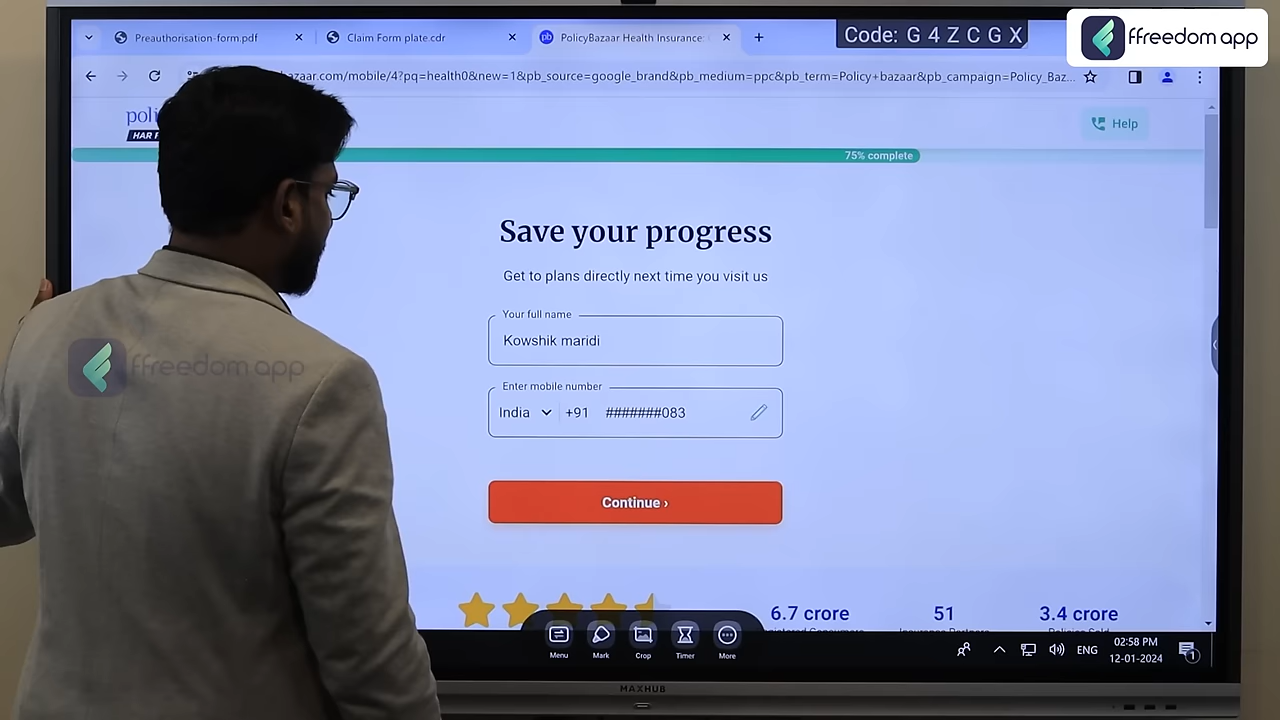 Preauthorisation-form.pdf
Claim Form plate.cdr
pb PolicyBazaar Health Insurance:
Code: G 4 Z C G X
ffreedom app
bazaar.com/mobile/4?pq=health0&new=1&pb_source=google_brand&pb_medium=ppc&pb_term=Policy+bazaar&pb_campaign=Policy_Baz...
poli
HAR F
Help
75% complete
Save your progress
Get to plans directly next time you visit us
Your full name
Kowshik maridi
Enter mobile number
India +91 #######083
Continue ›
ffreedom app
6.7 crore 51 3.4 crore
Menu Mark Crop Timer More
ENG
02:58 PM
12-01-2024
1
MAXHUB